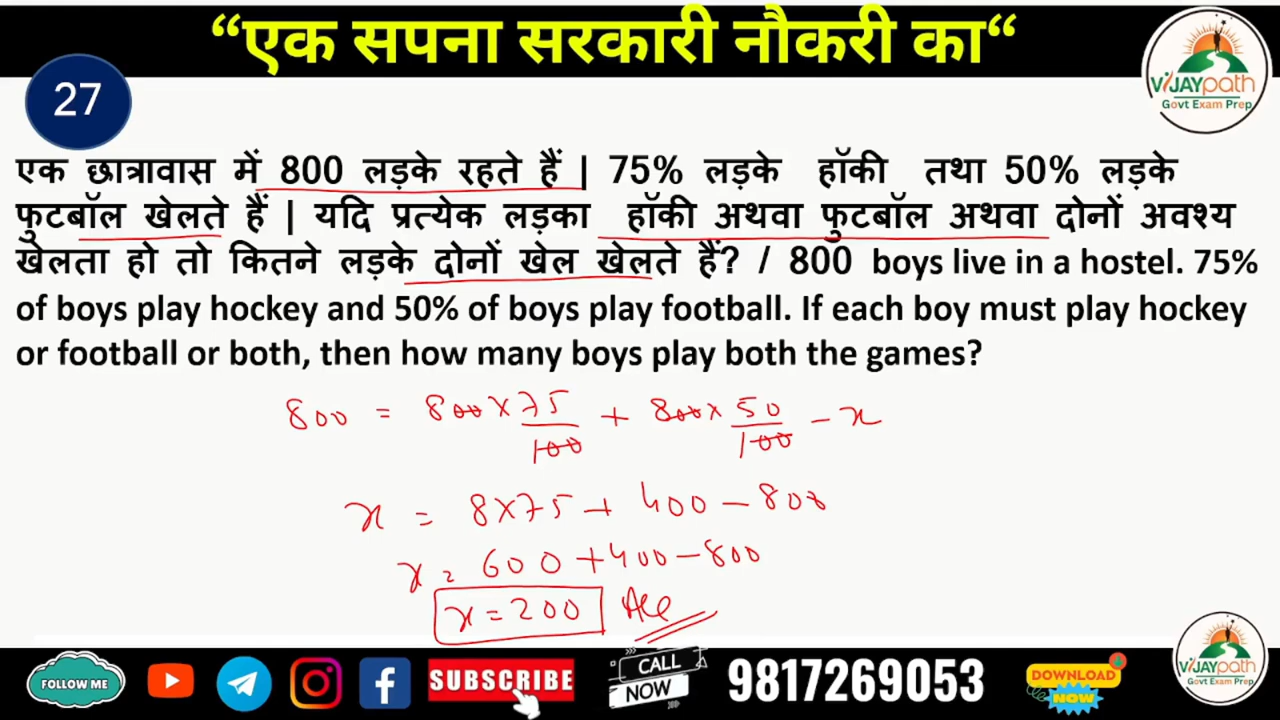 “एक सपना सरकारी नौकरी का“
VIJAYpath
Govt Exam Prep
27
एक छात्रावास में 800 लड़के रहते हैं | 75% लड़के हॉकी तथा 50% लड़के
फुटबॉल खेलते हैं | यदि प्रत्येक लड़का हॉकी अथवा फुटबॉल अथवा दोनों अवश्य
खेलता हो तो कितने लड़के दोनों खेल खेलते हैं? / 800 boys live in a hostel. 75%
of boys play hockey and 50% of boys play football. If each boy must play hockey
or football or both, then how many boys play both the games?
800 = 800 × 75/100 + 800 × 50/100 - x
x = 8×75 + 400 - 800
x = 600 + 400 - 800
x = 200 Ans
FOLLOW ME
SUBSCRIBE
CALL
NOW
9817269053
DOWNLOAD
NOW
VIJAYpath
Govt Exam Prep